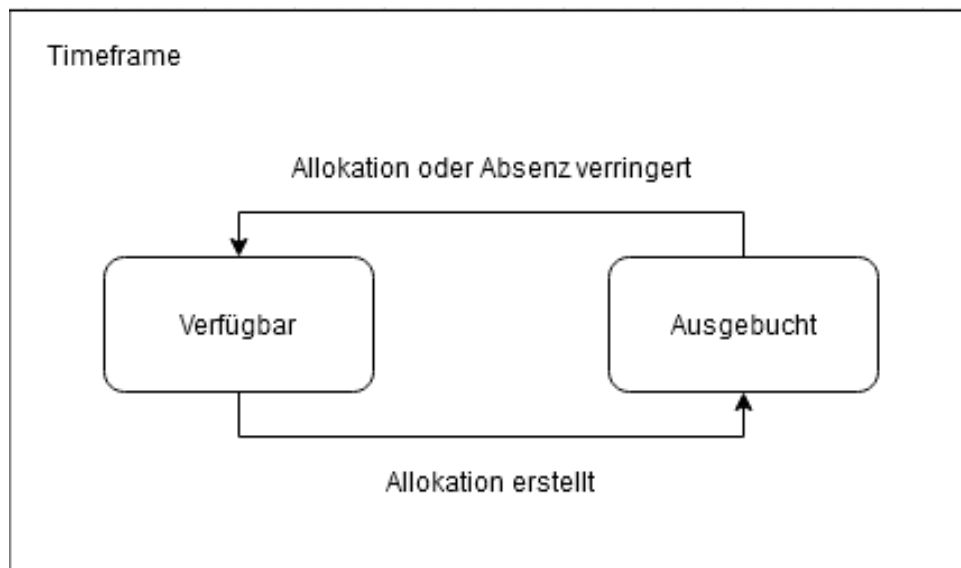 Timeframe
Allokation oder Absenz verringert
Verfügbar
Ausgebucht
Allokation erstellt